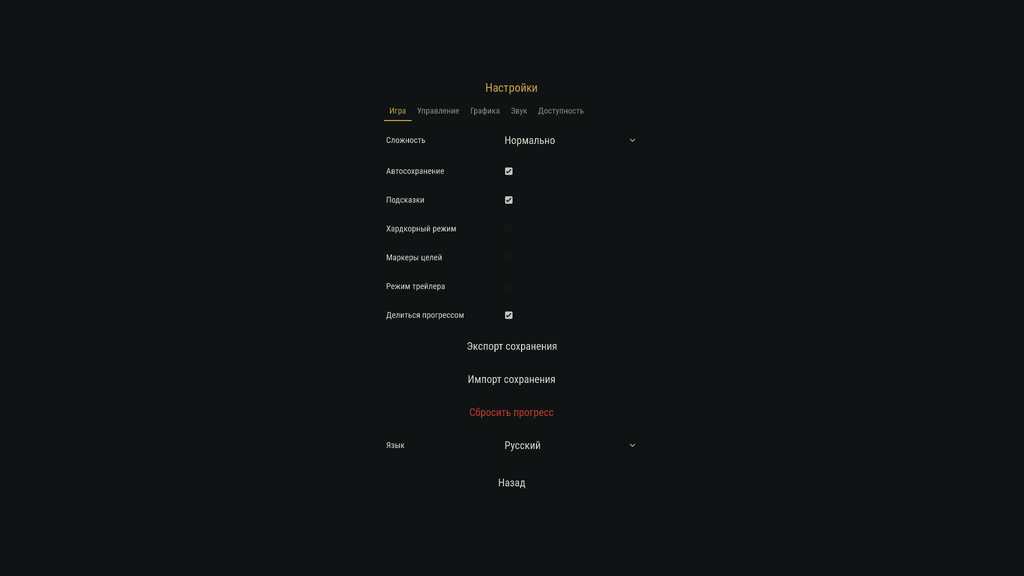 Настройки
Игра Управление Графика Звук Доступность
Сложность Нормально
Автосохранение
Подсказки
Хардкорный режим
Маркеры целей
Режим трейлера
Делиться прогрессом
Экспорт сохранения
Импорт сохранения
Сбросить прогресс
Язык Русский
Назад